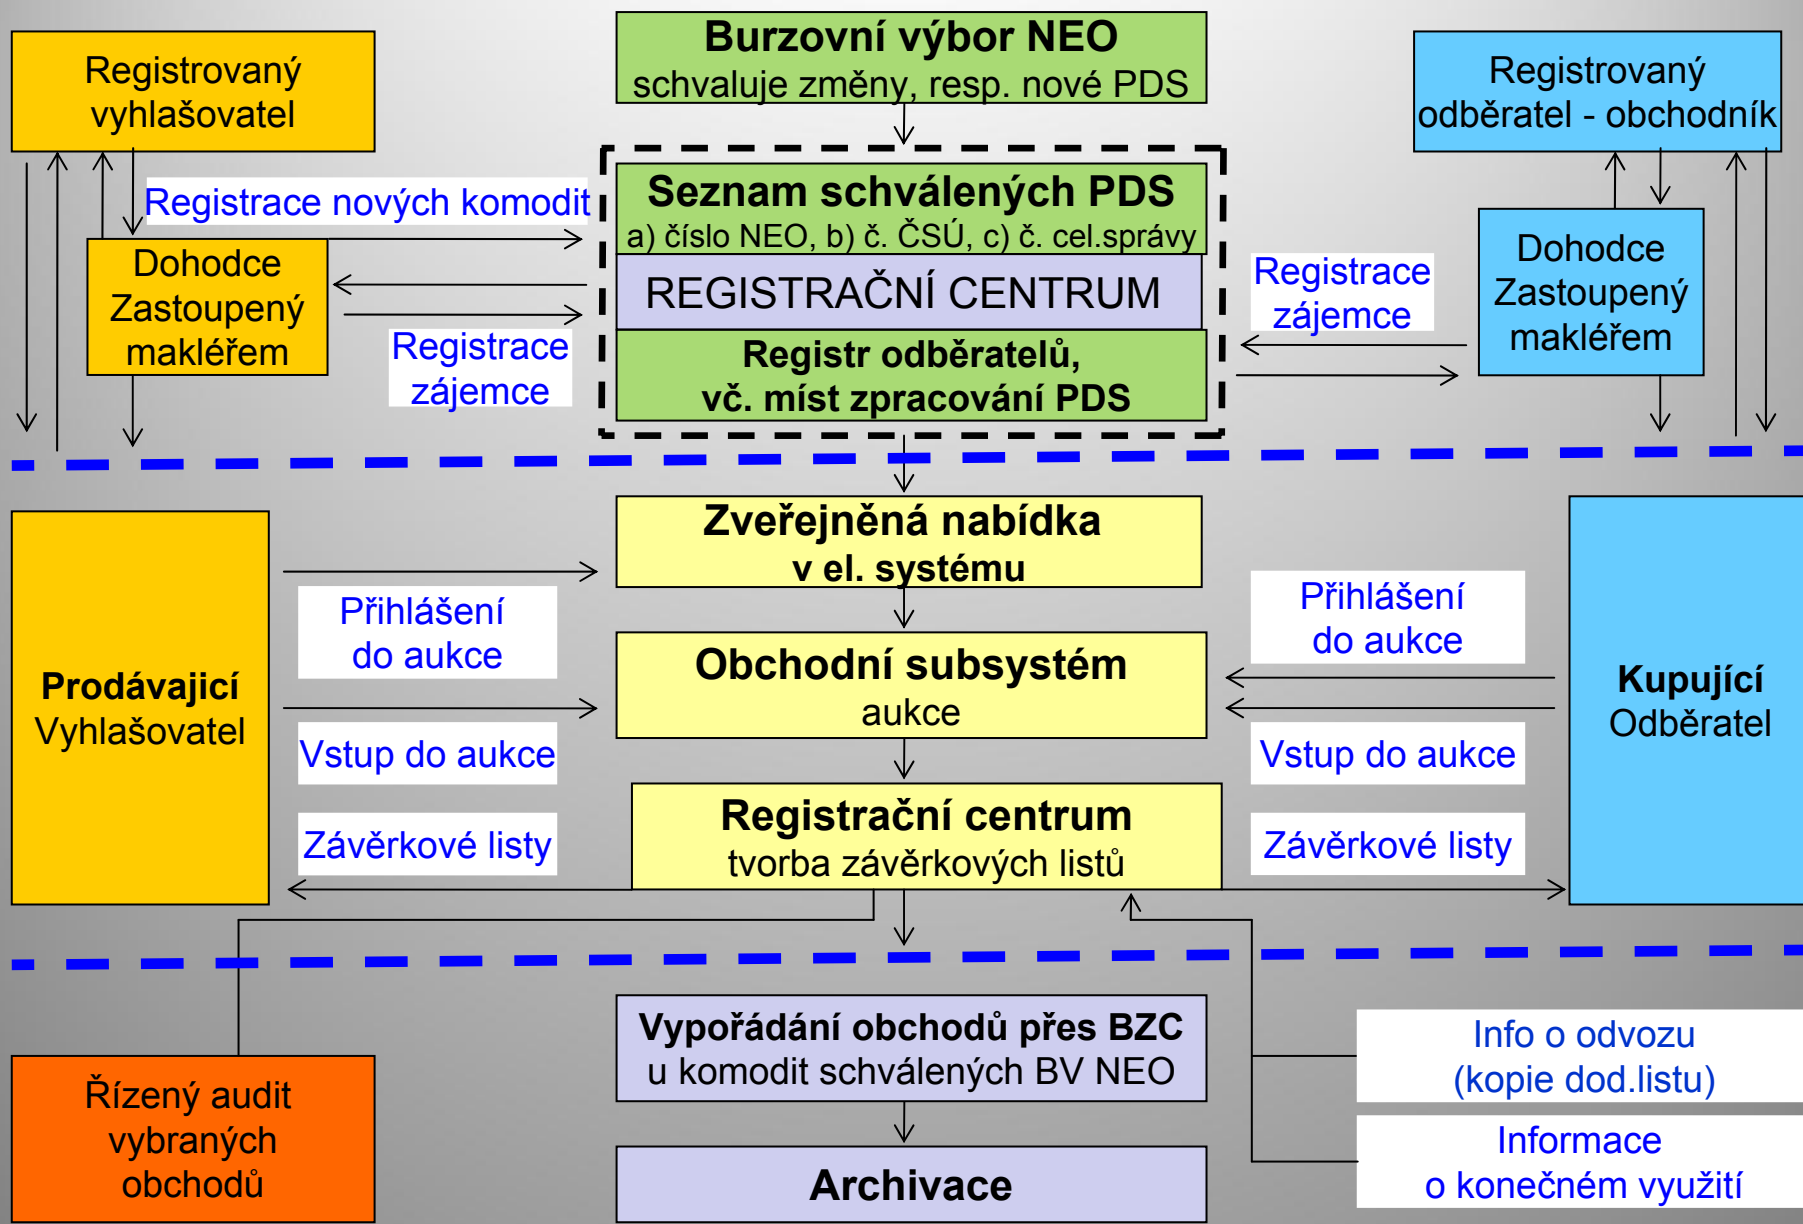 Burzovní výbor NEO
schvaluje změny, resp. nové PDS
Registrovaný
vyhlašovatel
Registrovaný
odběratel - obchodník
Registrace nových komodit
Seznam schválených PDS
a) číslo NEO, b) č. ČSÚ, c) č. cel.správy
Dohodce
Zastoupený
makléřem
REGISTRAČNÍ CENTRUM
Registrace
zájemce
Dohodce
Zastoupený
makléřem
Registrace
zájemce
Registr odběratelů,
vč. míst zpracování PDS
Zveřejněná nabídka
v el. systému
Přihlášení
do aukce
Přihlášení
do aukce
Prodávajicí
Vyhlašovatel
Obchodní subsystém
aukce
Kupující
Odběratel
Vstup do aukce
Vstup do aukce
Registrační centrum
tvorba závěrkových listů
Závěrkové listy
Závěrkové listy
Vypořádání obchodů přes BZC
u komodit schválených BV NEO
Info o odvozu
(kopie dod.listu)
Řízený audit
vybraných
obchodů
Archivace
Informace
o konečném využití